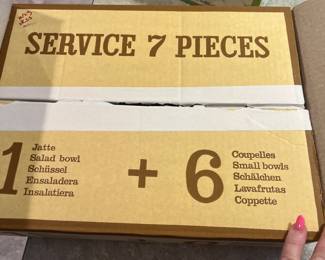 SERVICE 7 PIECES
1
Jatte
Salad bowl
Schüssel
Ensaladera
Insalatiera
+
6
Coupelles
Small bowls
Schälchen
Lavafrutas
Coppette